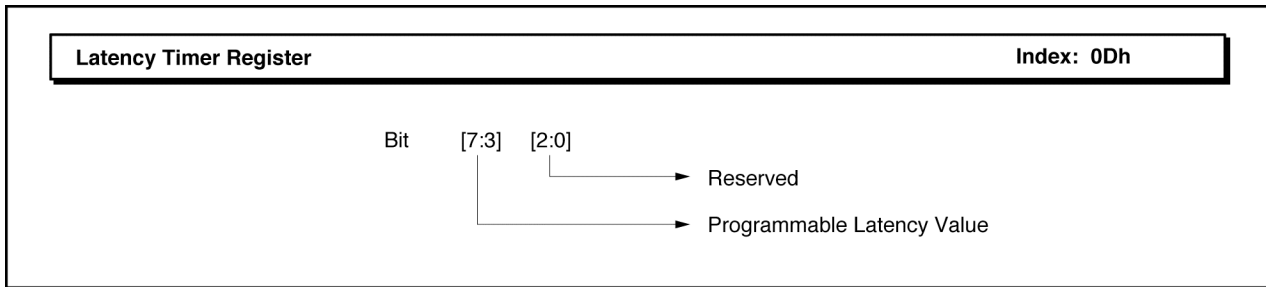 Latency Timer Register Index: 0Dh
Bit [7:3] [2:0]
Reserved
Programmable Latency Value